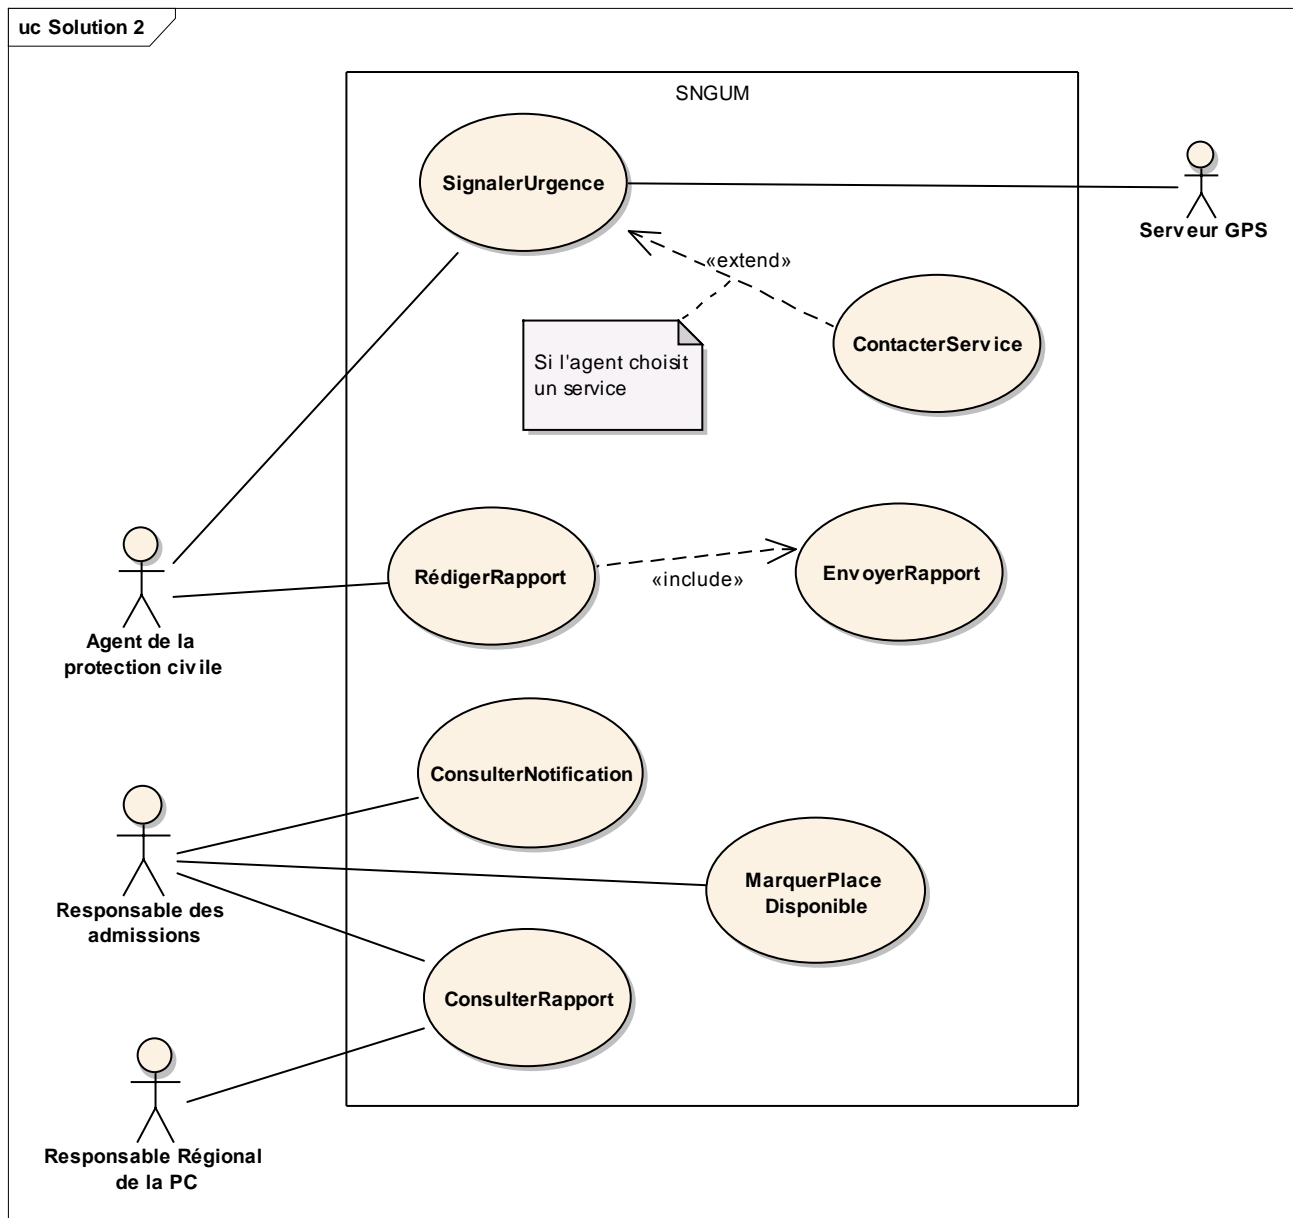 uc Solution 2
SNGUM
SignalerUrgence
Serveur GPS
«extend»
ContacterService
Si l'agent choisit
un service
RédigerRapport
«include»
EnvoyerRapport
Agent de la
protection civile
ConsulterNotification
MarquerPlace
Disponible
Responsable des
admissions
ConsulterRapport
Responsable Régional
de la PC